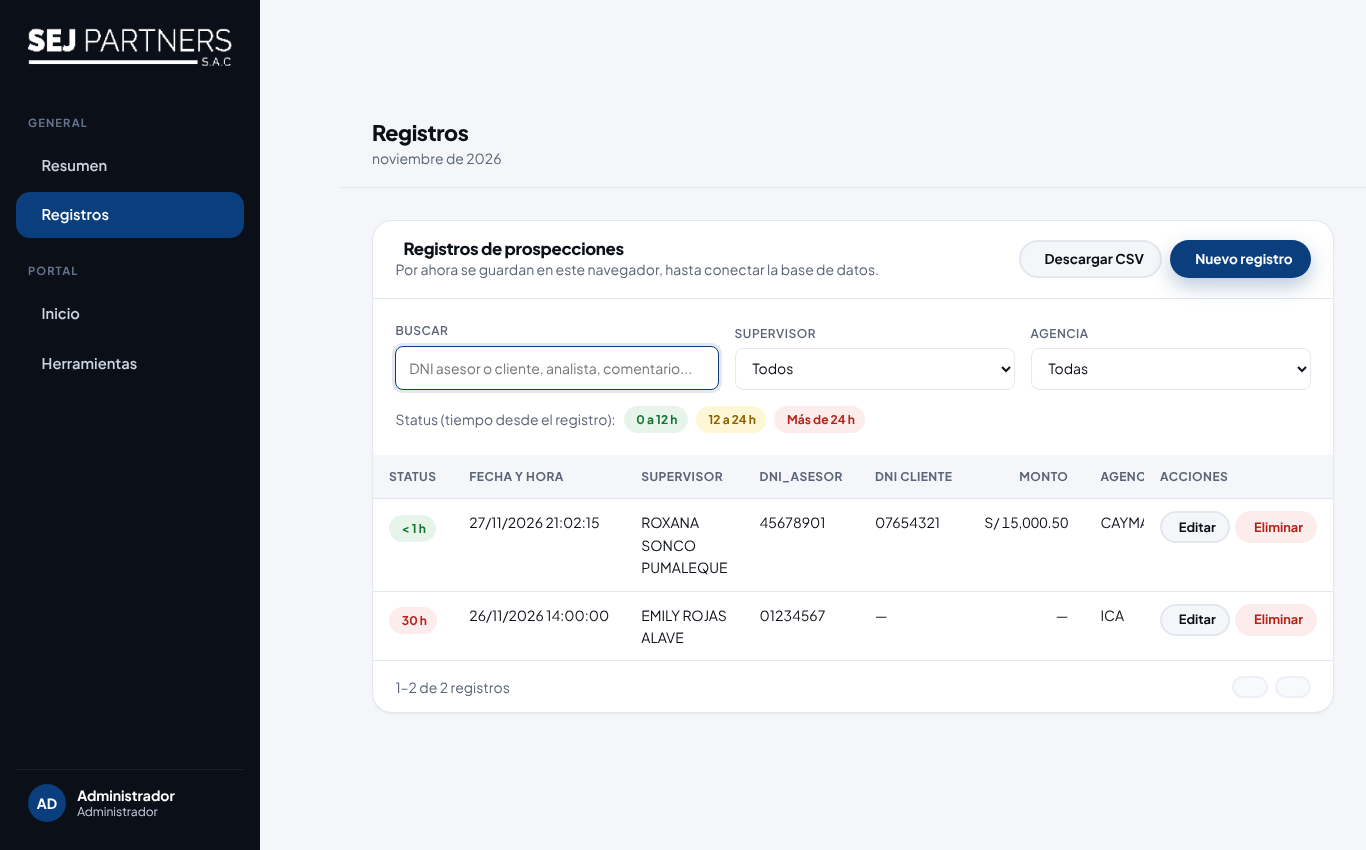 SEJ PARTNERS
S.A.C
GENERAL
Resumen
Registros
PORTAL
Inicio
Herramientas
AD
Administrador
Administrador
Registros
noviembre de 2026
Registros de prospecciones
Por ahora se guardan en este navegador, hasta conectar la base de datos.
Descargar CSV
Nuevo registro
BUSCAR
SUPERVISOR
AGENCIA
DNI asesor o cliente, analista, comentario...
Todos
Todas
Status (tiempo desde el registro): 0 a 12 h 12 a 24 h Más de 24 h
STATUS FECHA Y HORA SUPERVISOR DNI_ASESOR DNI CLIENTE MONTO AGENC ACCIONES
< 1 h 27/11/2026 21:02:15 ROXANA 45678901 07654321 S/ 15,000.50 CAYMA Editar Eliminar
SONCO
PUMALEQUE
30 h 26/11/2026 14:00:00 EMILY ROJAS 01234567 — — ICA Editar Eliminar
ALAVE
1–2 de 2 registros